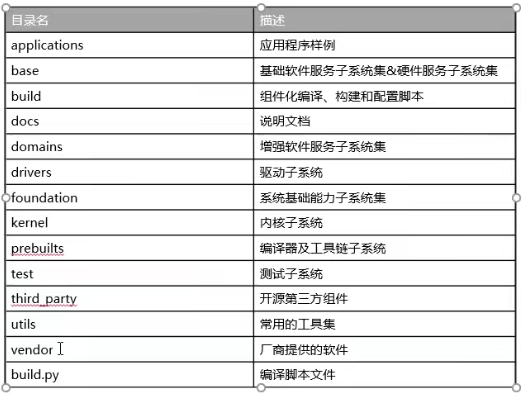 目录名 描述
applications 应用程序样例
base 基础软件服务子系统集&硬件服务子系统集
build 组件化编译、构建和配置脚本
docs 说明文档
domains 增强软件服务子系统集
drivers 驱动子系统
foundation 系统基础能力子系统集
kernel 内核子系统
prebuilts 编译器及工具链子系统
test 测试子系统
third_party 开源第三方组件
utils 常用的工具集
vendor 厂商提供的软件
build.py 编译脚本文件